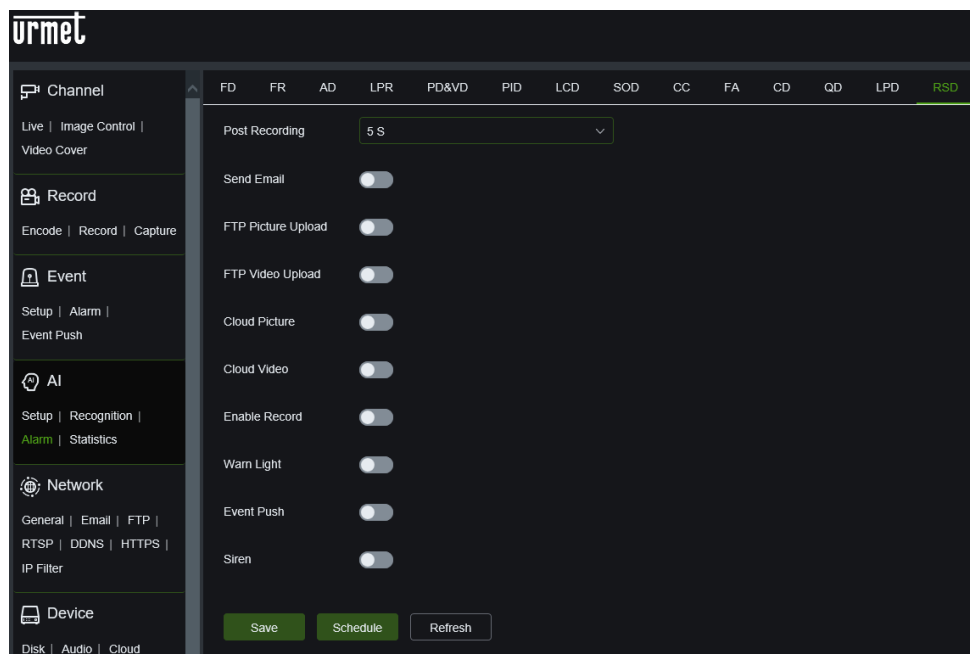 urmet
Channel
Live | Image Control |
Video Cover
Record
Encode | Record | Capture
Event
Setup | Alarm |
Event Push
AI
Setup | Recognition |
Alarm | Statistics
Network
General | Email | FTP |
RTSP | DDNS | HTTPS |
IP Filter
Device
Disk | Audio | Cloud
FD FR AD LPR PD&VD PID LCD SOD CC FA CD QD LPD RSD
Post Recording 5 S
Send Email
FTP Picture Upload
FTP Video Upload
Cloud Picture
Cloud Video
Enable Record
Warn Light
Event Push
Siren
Save Schedule Refresh